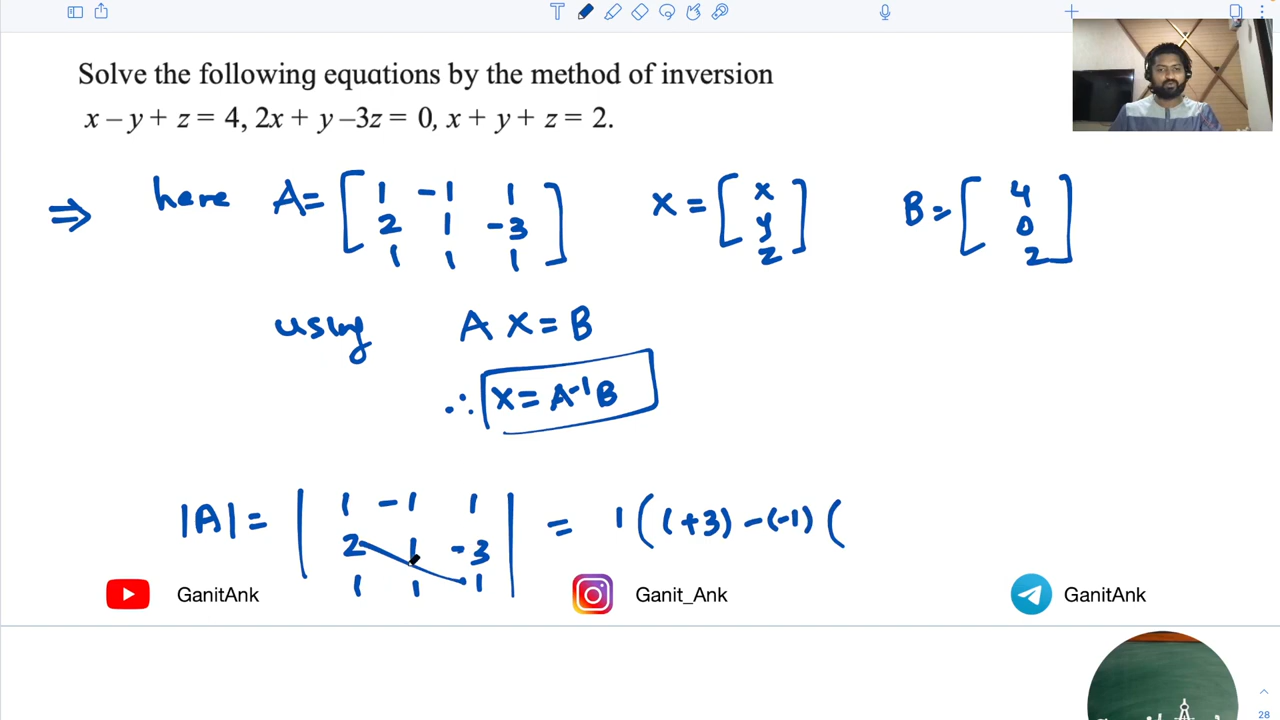 Solve the following equations by the method of inversion
x – y + z = 4, 2x + y –3z = 0, x + y + z = 2.
⇒ here A = [ 1 -1 1 x = [ x B = [ 4
2 1 -3 y 0
1 1 1 ] z ] 2 ]
using A X = B
∴ X = A⁻¹B
|A| = | 1 -1 1 | = 1 ( 1+3) - (-1) (
2 1 -3
1 1 1
GanitAnk Ganit_Ank GanitAnk
28